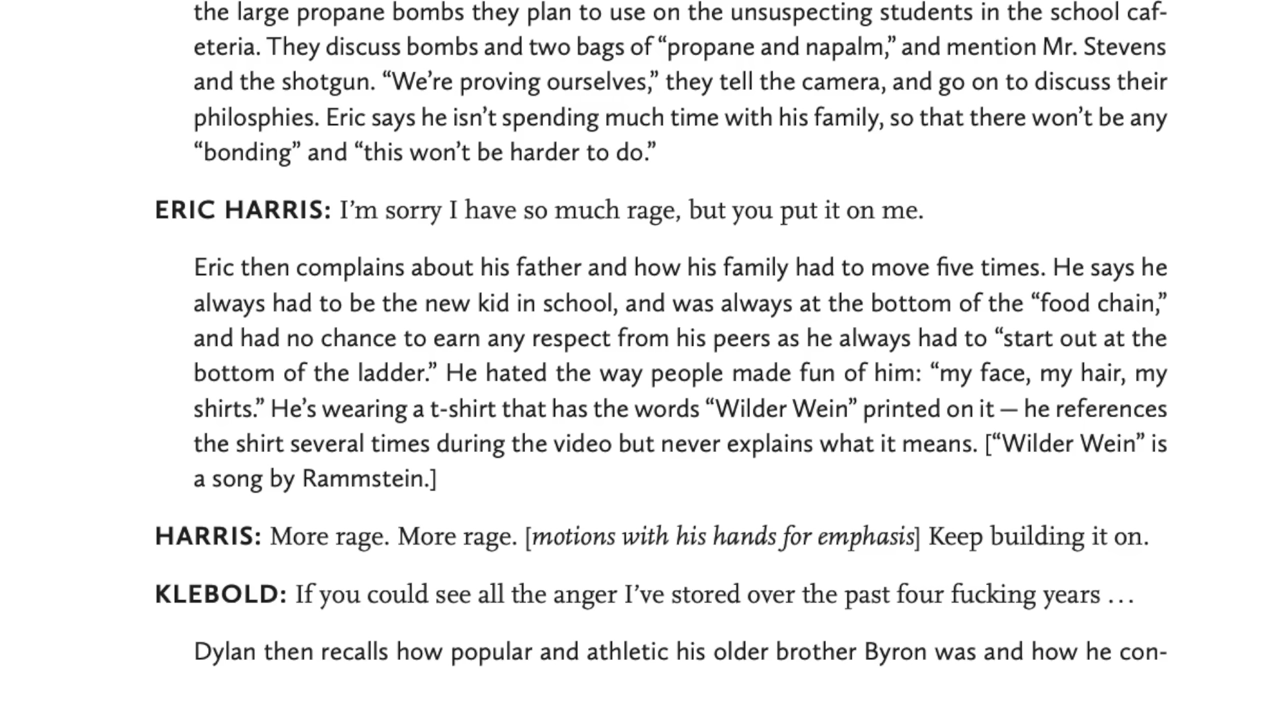 the large propane bombs they plan to use on the unsuspecting students in the school caf-
eteria. They discuss bombs and two bags of “propane and napalm,” and mention Mr. Stevens
and the shotgun. “We’re proving ourselves,” they tell the camera, and go on to discuss their
philosphies. Eric says he isn’t spending much time with his family, so that there won’t be any
“bonding” and “this won’t be harder to do.”
ERIC HARRIS: I’m sorry I have so much rage, but you put it on me.
Eric then complains about his father and how his family had to move five times. He says he
always had to be the new kid in school, and was always at the bottom of the “food chain,”
and had no chance to earn any respect from his peers as he always had to “start out at the
bottom of the ladder.” He hated the way people made fun of him: “my face, my hair, my
shirts.” He’s wearing a t-shirt that has the words “Wilder Wein” printed on it — he references
the shirt several times during the video but never explains what it means. [“Wilder Wein” is
a song by Rammstein.]
HARRIS: More rage. More rage. [motions with his hands for emphasis] Keep building it on.
KLEBOLD: If you could see all the anger I’ve stored over the past four fucking years …
Dylan then recalls how popular and athletic his older brother Byron was and how he con-